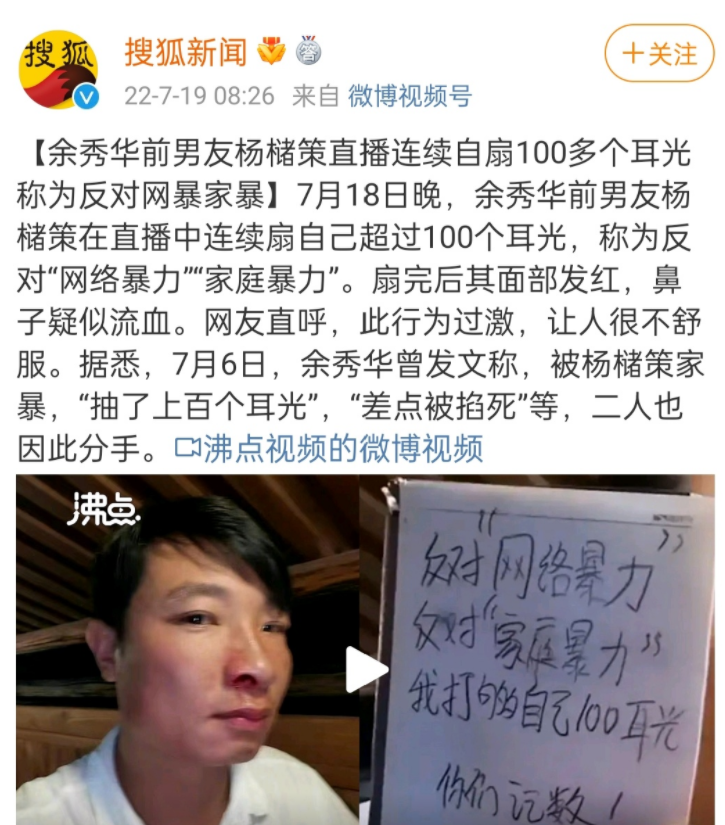 搜狐
搜狐新闻
+关注
22-7-19 08:26 来自 微博视频号
【余秀华前男友杨槠策直播连续自扇100多个耳光
称为反对网暴家暴】7月18日晚，余秀华前男友杨
槠策在直播中连续扇自己超过100个耳光，称为反
对“网络暴力”“家庭暴力”。扇完后其面部发红，鼻
子疑似流血。网友直呼，此行为过激，让人很不舒
服。据悉，7月6日，余秀华曾发文称，被杨槠策家
暴，“抽了上百个耳光”，“差点被掐死”等，二人也
因此分手。沸点视频的微博视频
沸点
反对“网络暴力”
反对“家庭暴力”
我打自己100耳光
你们记数！